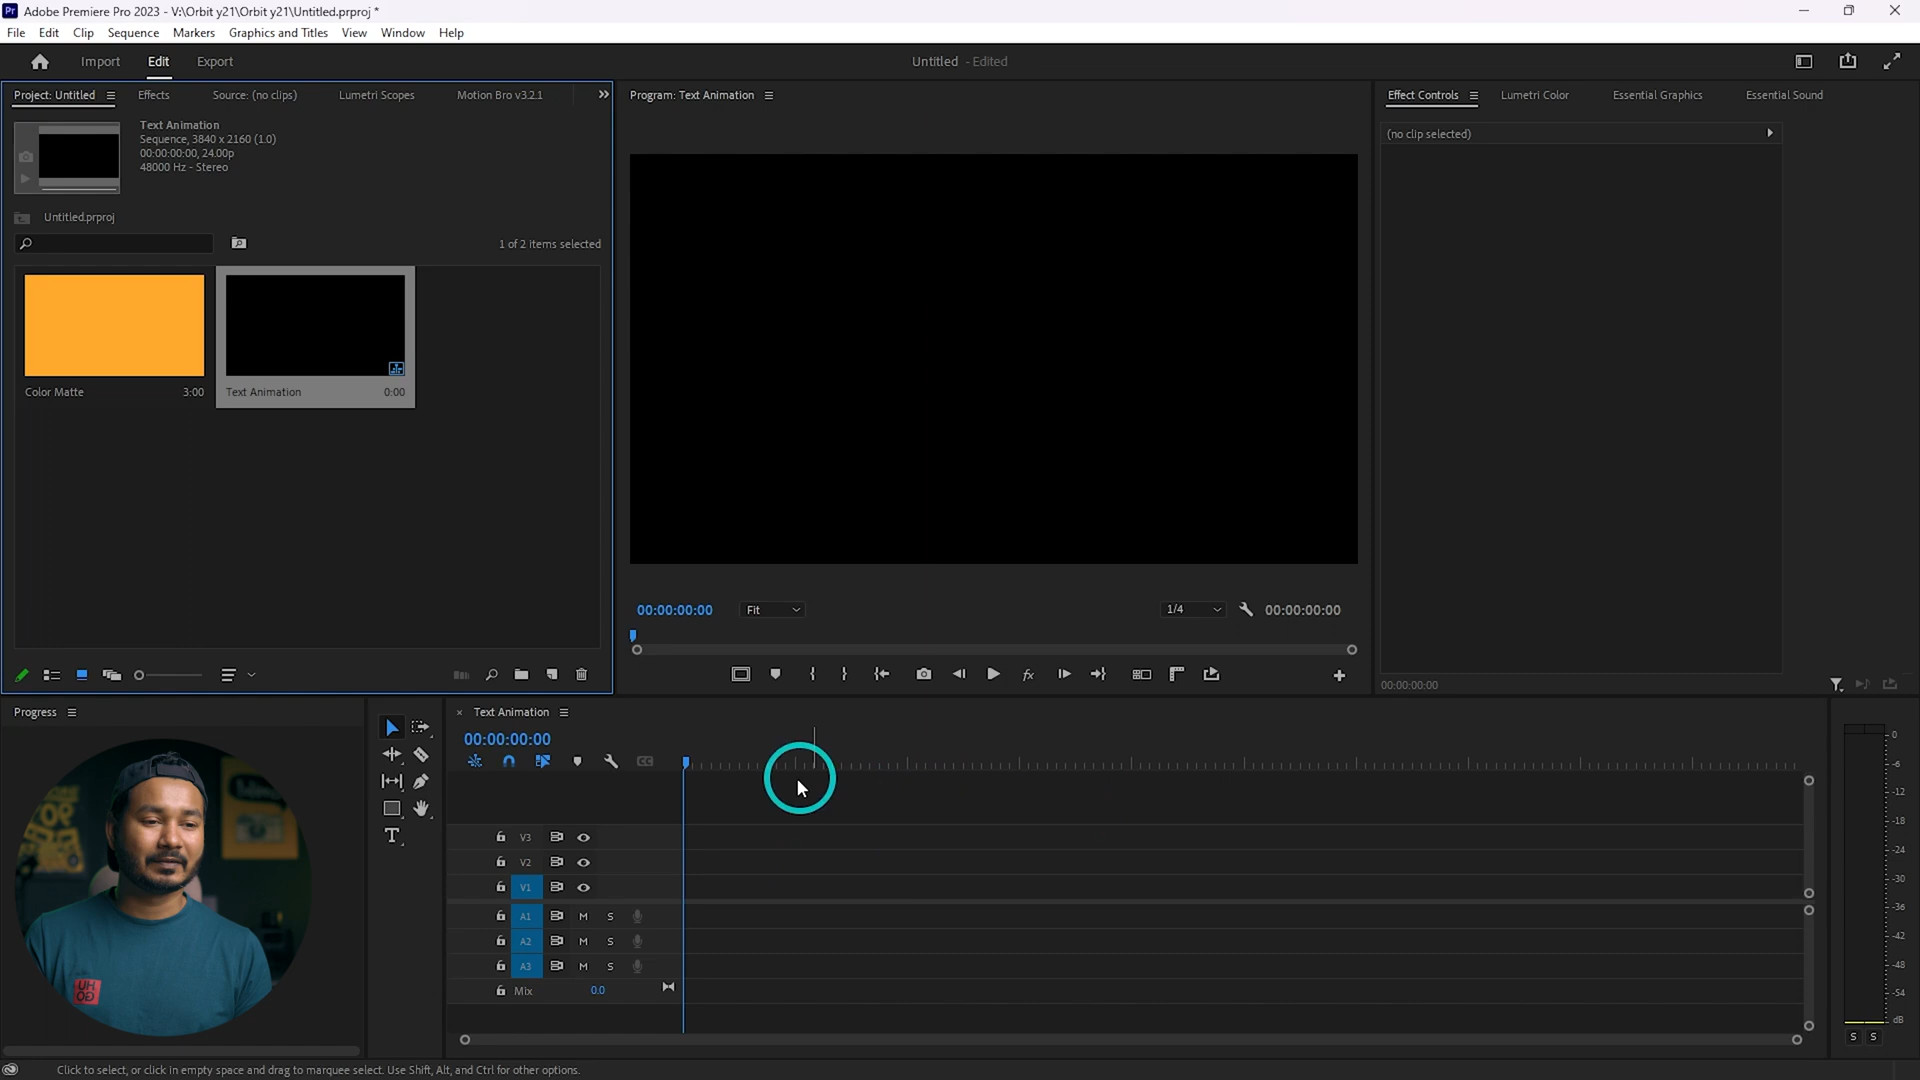 Adobe Premiere Pro 2023 - V:\Orbit y21\Orbit y21\Untitled.prproj *
File Edit Clip Sequence Markers Graphics and Titles View Window Help
Import Edit Export
Untitled - Edited
Project: Untitled Effects Source: (no clips) Lumetri Scopes Motion Bro v3.2.1
Program: Text Animation
Effect Controls Lumetri Color Essential Graphics Essential Sound
Text Animation
Sequence, 3840 x 2160 (1.0)
00:00:00:00, 24.00p
48000 Hz - Stereo
(no clip selected)
Untitled.prproj
1 of 2 items selected
Color Matte 3:00
Text Animation 0:00
00:00:00:00 Fit 1/4 00:00:00:00
00:00:00:00
Progress
Text Animation
00:00:00:00
V3
V2
V1
A1 M S
A2 M S
A3 M S
Mix 0.0
0
-6
-12
-18
-24
-30
-36
-42
-48
-54
dB
S S
Click to select, or click in empty space and drag to marquee select. Use Shift, Alt, and Ctrl for other options.